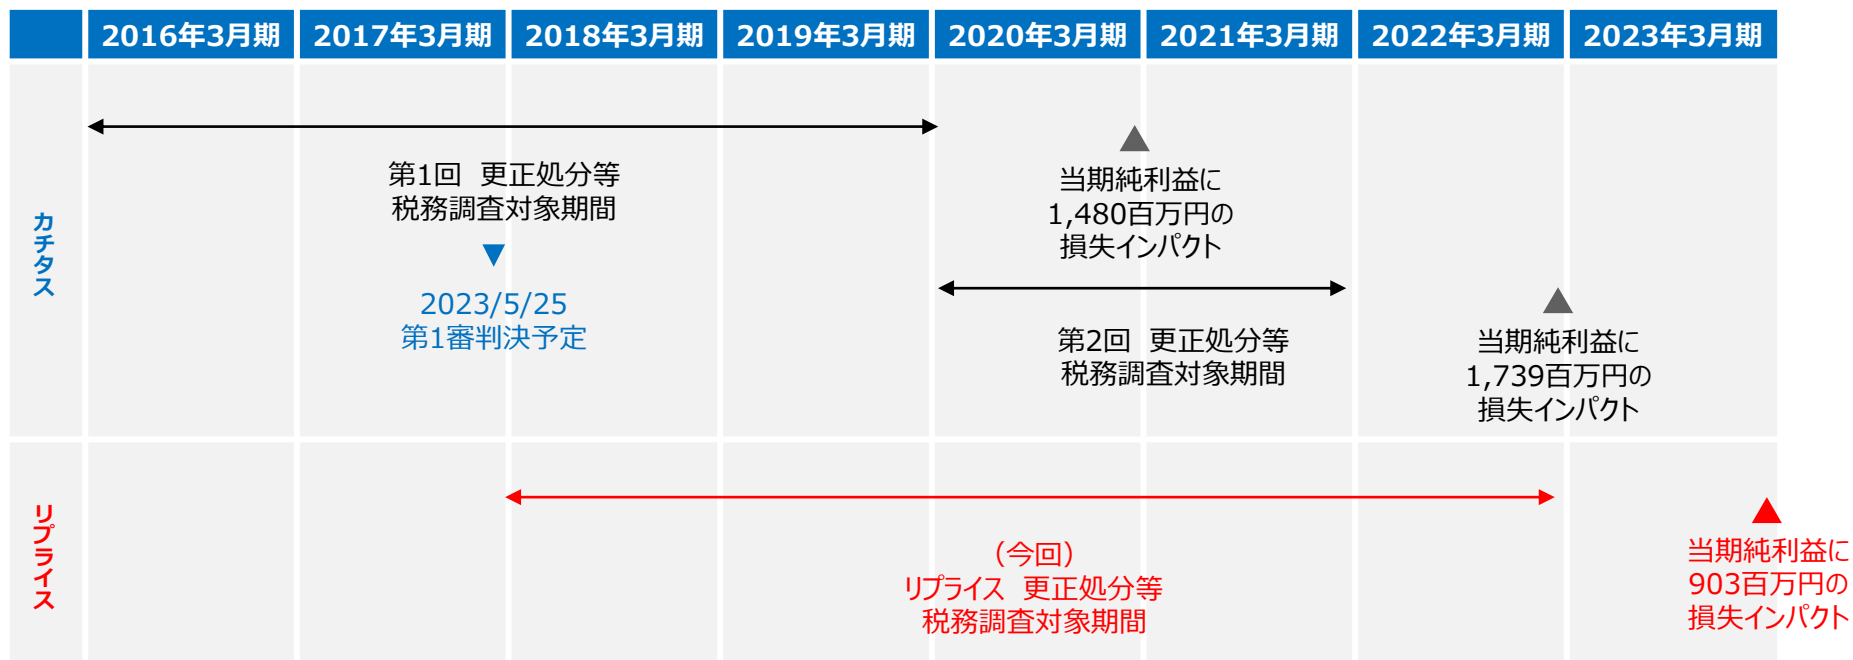 2016年3月期
2017年3月期
2018年3月期
2019年3月期
2020年3月期
2021年3月期
2022年3月期
2023年3月期
カチタス
第1回 更正処分等
税務調査対象期間
2023/5/25
第1審判決予定
当期純利益に
1,480百万円の
損失インパクト
第2回 更正処分等
税務調査対象期間
当期純利益に
1,739百万円の
損失インパクト
リプライス
（今回）
リプライス 更正処分等
税務調査対象期間
当期純利益に
903百万円の
損失インパクト